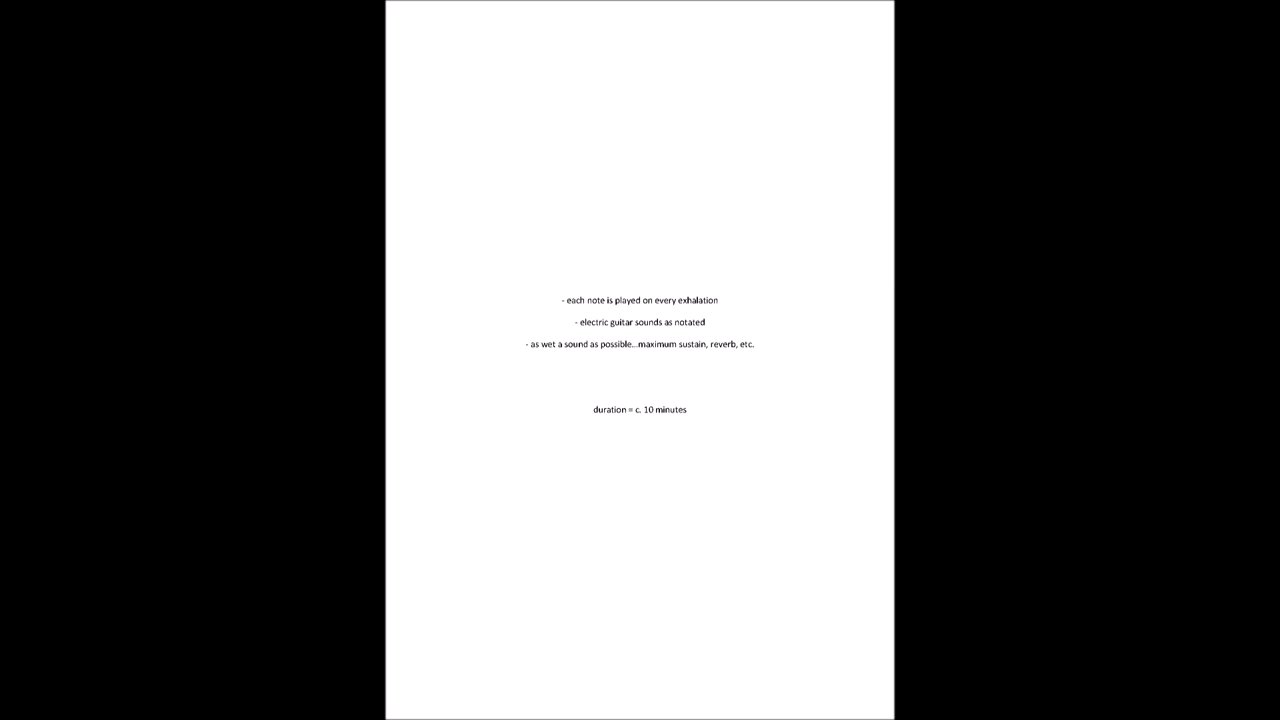 - each note is played on every exhalation
- electric guitar sounds as notated
- as wet a sound as possible...maximum sustain, reverb, etc.
duration = c. 10 minutes